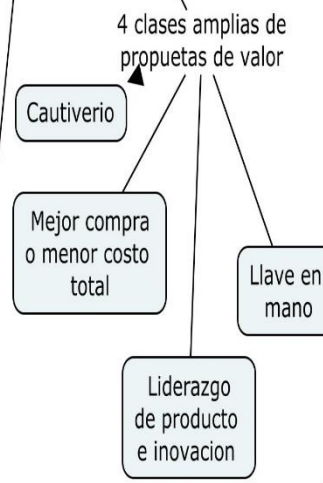 4 clases amplias de
propuetas de valor
Cautiverio
Mejor compra
o menor costo
total
Llave en
mano
Liderazgo
de producto
e inovacion